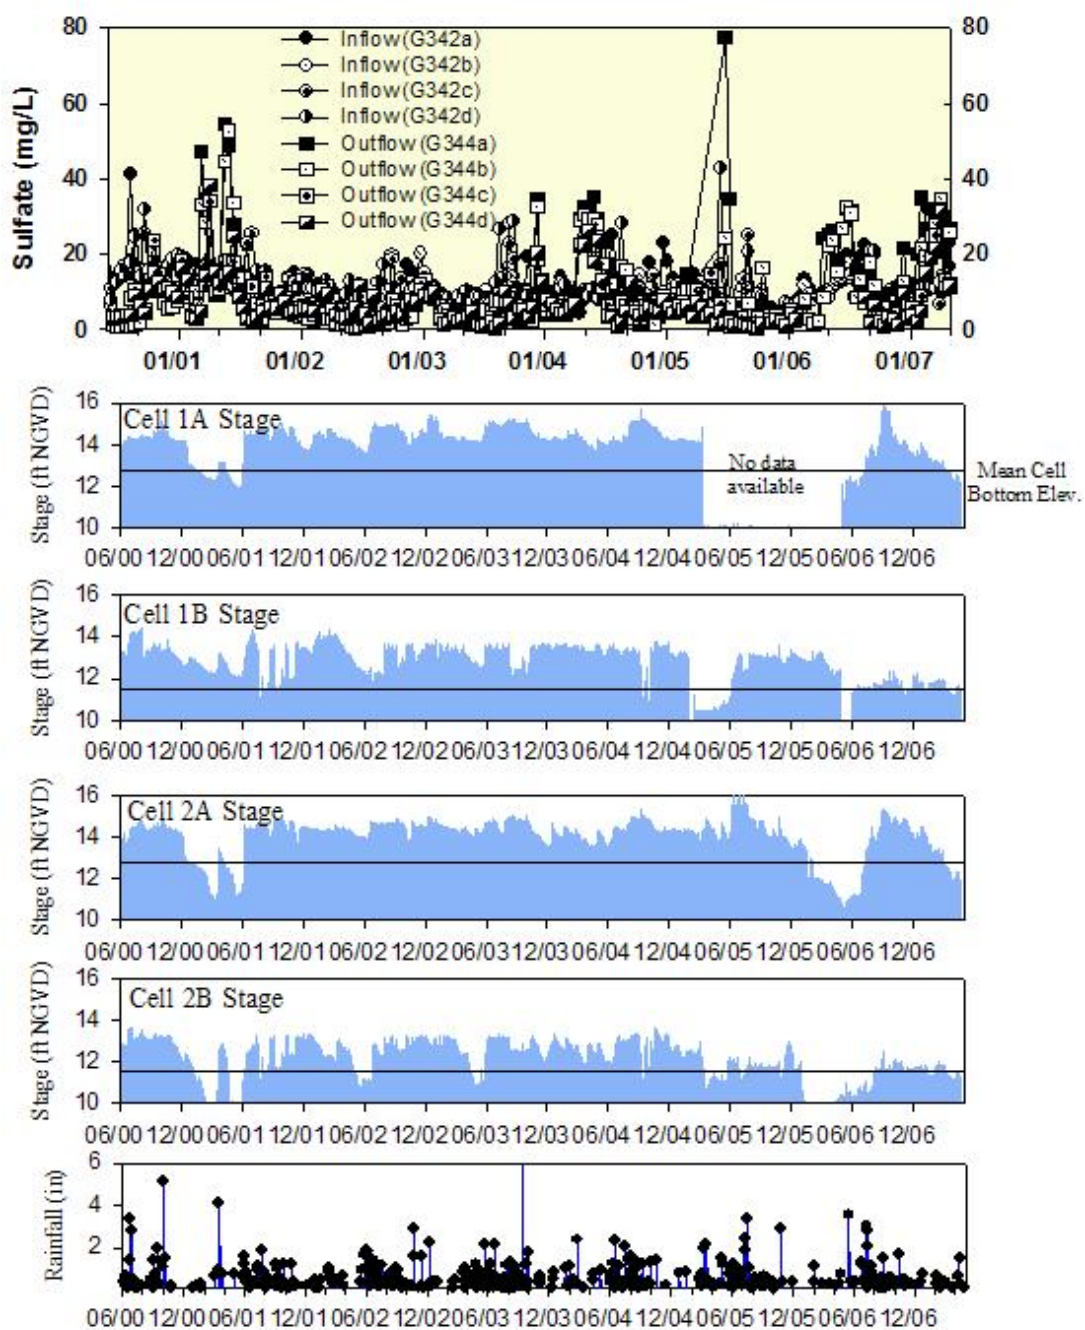 80 80
Inflow(G342a)
Inflow(G342b)
Inflow(G342c)
Inflow(G342d)
Outflow(G344a)
Outflow(G344b)
Outflow(G344c)
Outflow(G344d)
60 60
Sulfate (mg/L)
40 40
20 20
0 0
01/01 01/02 01/03 01/04 01/05 01/06 01/07
Stage (ft NGVD)
16
Cell 1A Stage
14
No data
available
12
Mean Cell
Bottom Elev.
10
06/00 12/00 06/01 12/01 06/02 12/02 06/03 12/03 06/04 12/04 06/05 12/05 06/06 12/06
Stage (ft NGVD)
16
Cell 1B Stage
14
12
10
06/00 12/00 06/01 12/01 06/02 12/02 06/03 12/03 06/04 12/04 06/05 12/05 06/06 12/06
Stage (ft NGVD)
16
Cell 2A Stage
14
12
10
06/00 12/00 06/01 12/01 06/02 12/02 06/03 12/03 06/04 12/04 06/05 12/05 06/06 12/06
Stage (ft NGVD)
16
Cell 2B Stage
14
12
10
06/00 12/00 06/01 12/01 06/02 12/02 06/03 12/03 06/04 12/04 06/05 12/05 06/06 12/06
Rainfall (in)
6
4
2
06/00 12/00 06/01 12/01 06/02 12/02 06/03 12/03 06/04 12/04 06/05 12/05 06/06 12/06